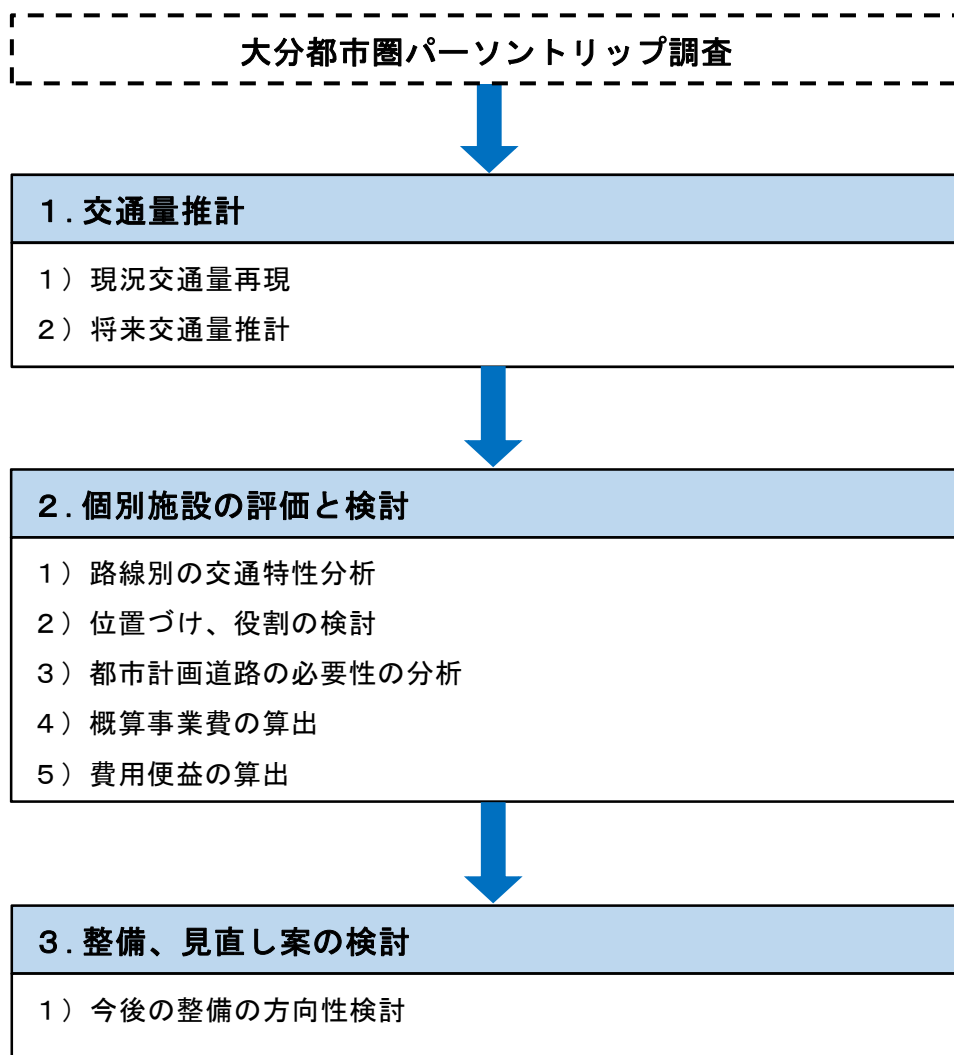 大分都市圏パーソントリップ調査
１．交通量推計
１）現況交通量再現
２）将来交通量推計
２．個別施設の評価と検討
１）路線別の交通特性分析
２）位置づけ、役割の検討
３）都市計画道路の必要性の分析
４）概算事業費の算出
５）費用便益の算出
３．整備、見直し案の検討
１）今後の整備の方向性検討